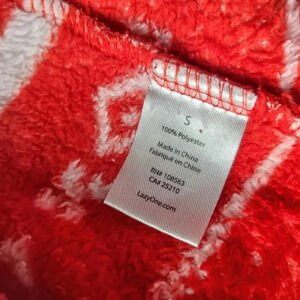 S
100% Polyester
Made in China
Fabriqué en Chine
RN# 108563
CA# 25210
LazyOne.com